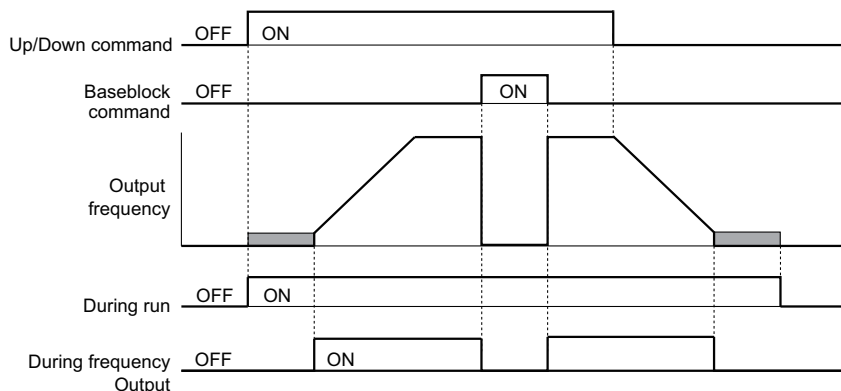 Up/Down command OFF ON
Baseblock
command
OFF ON
Output
frequency
During run OFF ON
During frequency
Output
OFF ON